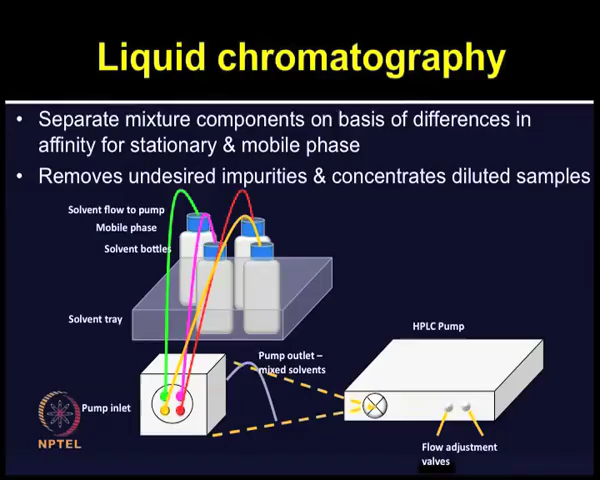 Liquid chromatography
• Separate mixture components on basis of differences in
affinity for stationary & mobile phase
• Removes undesired impurities & concentrates diluted samples
Solvent flow to pump
Mobile phase
Solvent bottles
Solvent tray
HPLC Pump
Pump outlet –
mixed solvents
Pump inlet
Flow adjustment
valves
NPTEL